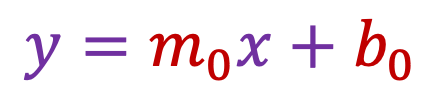 y = m₀x + b₀